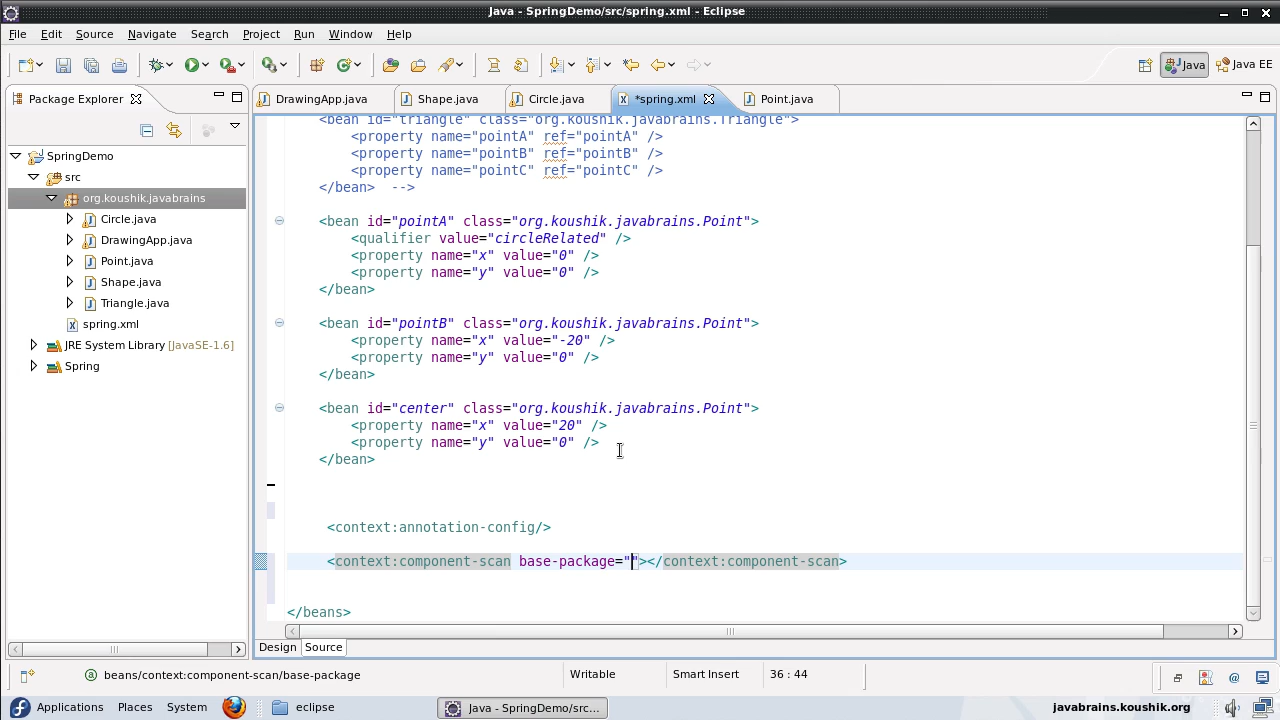 Java - SpringDemo/src/spring.xml - Eclipse
File Edit Source Navigate Search Project Run Window Help
Java Java EE
Package Explorer DrawingApp.java Shape.java Circle.java *spring.xml Point.java
SpringDemo
src
org.koushik.javabrains
Circle.java
DrawingApp.java
Point.java
Shape.java
Triangle.java
spring.xml
JRE System Library [JavaSE-1.6]
Spring
<bean id="triangle" class="org.koushik.javabrains.Triangle">
<property name="pointA" ref="pointA" />
<property name="pointB" ref="pointB" />
<property name="pointC" ref="pointC" />
</bean> -->
<bean id="pointA" class="org.koushik.javabrains.Point">
<qualifier value="circleRelated" />
<property name="x" value="0" />
<property name="y" value="0" />
</bean>
<bean id="pointB" class="org.koushik.javabrains.Point">
<property name="x" value="-20" />
<property name="y" value="0" />
</bean>
<bean id="center" class="org.koushik.javabrains.Point">
<property name="x" value="20" />
<property name="y" value="0" />
</bean>
<context:annotation-config/>
<context:component-scan base-package=""></context:component-scan>
</beans>
Design Source
beans/context:component-scan/base-package Writable Smart Insert 36 : 44
Applications Places System eclipse Java - SpringDemo/src... javabrains.koushik.org